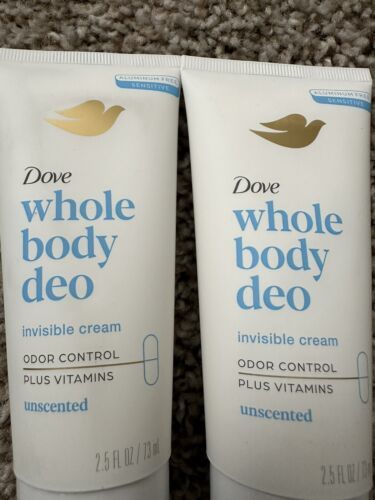 ALUMINUM FREE
SENSITIVE
Dove
whole
body
deo
invisible cream
ODOR CONTROL
PLUS VITAMINS
unscented
2.5 FL OZ / 73 ml
ALUMINUM FREE
SENSITIVE
Dove
whole
body
deo
invisible cream
ODOR CONTROL
PLUS VITAMINS
unscented
2.5 FL OZ / 73